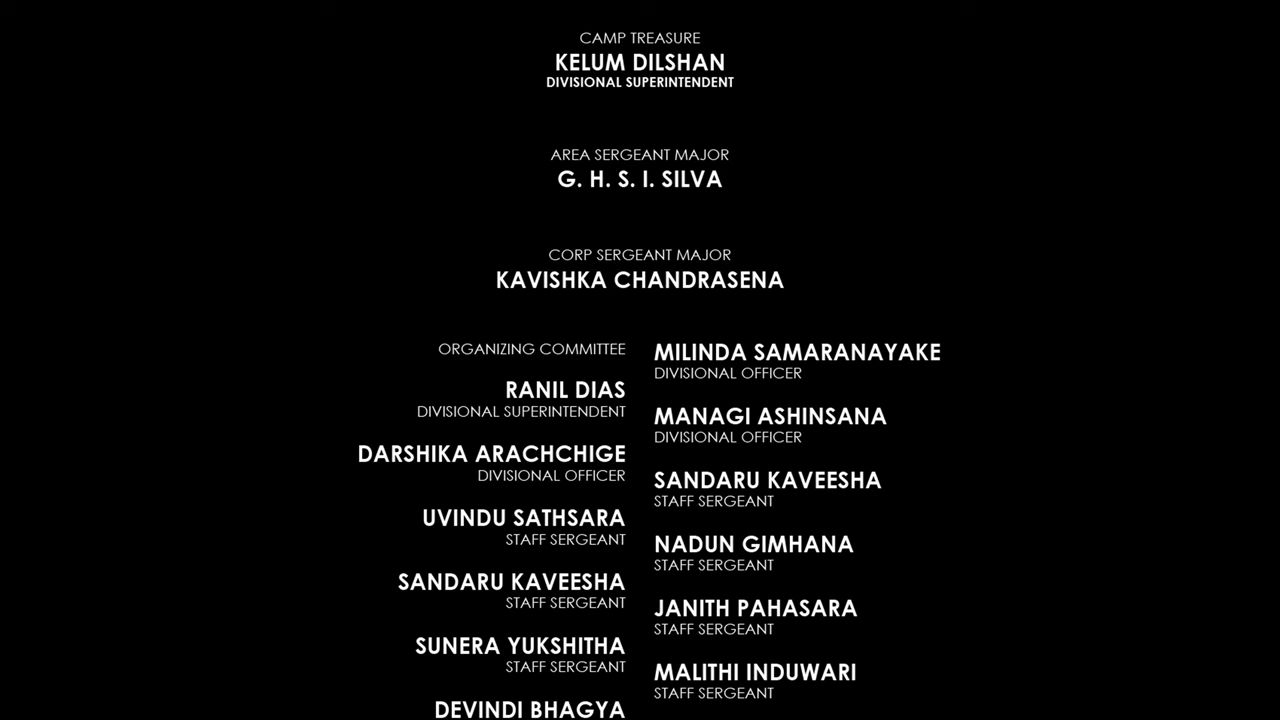 CAMP TREASURE
KELUM DILSHAN
DIVISIONAL SUPERINTENDENT
AREA SERGEANT MAJOR
G. H. S. I. SILVA
CORP SERGEANT MAJOR
KAVISHKA CHANDRASENA
ORGANIZING COMMITTEE
RANIL DIAS
DIVISIONAL SUPERINTENDENT
DARSHIKA ARACHCHIGE
DIVISIONAL OFFICER
UVINDU SATHSARA
STAFF SERGEANT
SANDARU KAVEESHA
STAFF SERGEANT
SUNERA YUKSHITHA
STAFF SERGEANT
DEVINDI BHAGYA
MILINDA SAMARANAYAKE
DIVISIONAL OFFICER
MANAGI ASHINSANA
DIVISIONAL OFFICER
SANDARU KAVEESHA
STAFF SERGEANT
NADUN GIMHANA
STAFF SERGEANT
JANITH PAHASARA
STAFF SERGEANT
MALITHI INDUWARI
STAFF SERGEANT